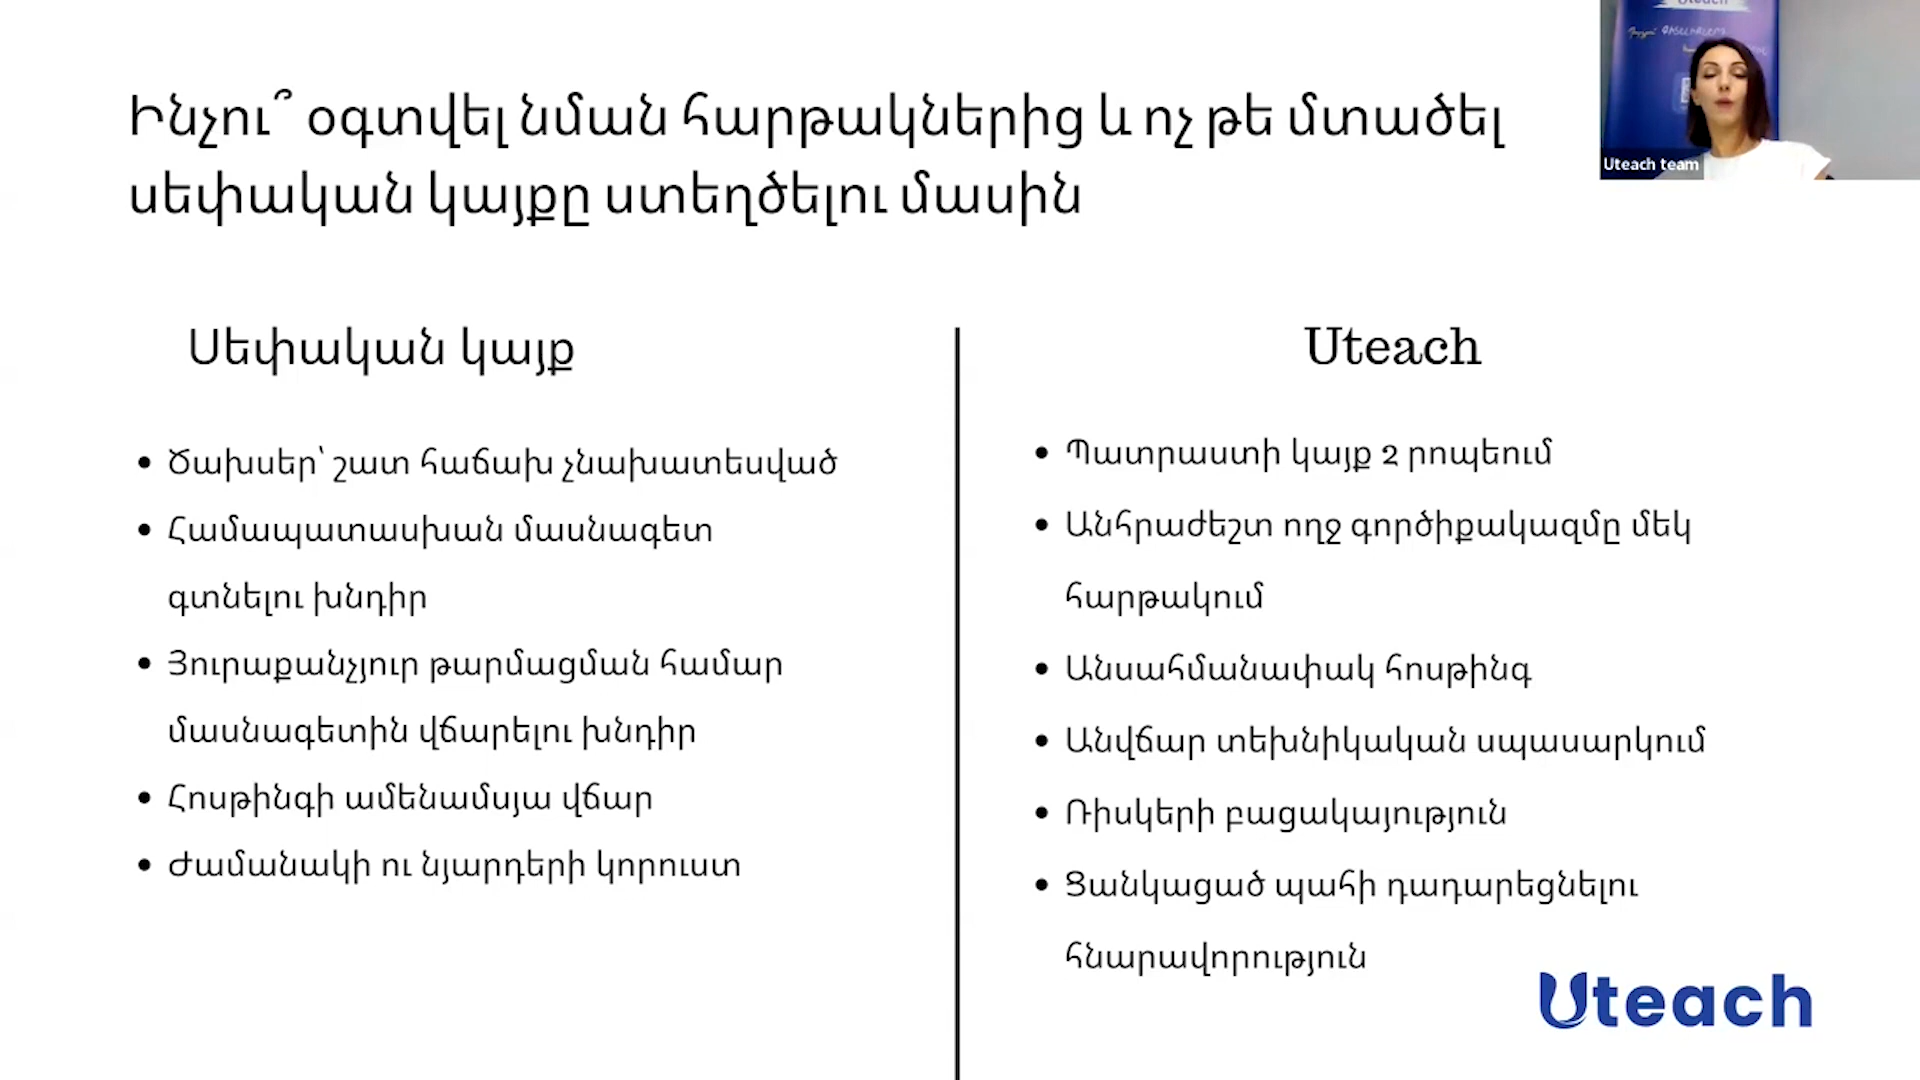 Ինչու՞ օգտվել նման հարթակներից և ոչ թե մտածել
սեփական կայքը ստեղծելու մասին
Սեփական կայք
• Ծախսեր՝ շատ հաճախ չնախատեսված
• Համապատասխան մասնագետ
գտնելու խնդիր
• Յուրաքանչյուր թարմացման համար
մասնագետին վճարելու խնդիր
• Հոսթինգի ամենամսյա վճար
• Ժամանակի ու նյարդերի կորուստ
Uteach
• Պատրաստի կայք 2 րոպեում
• Անհրաժեշտ ողջ գործիքակազմը մեկ
հարթակում
• Անսահմանափակ հոսթինգ
• Անվճար տեխնիկական սպասարկում
• Ռիսկերի բացակայություն
• Ցանկացած պահի դադարեցնելու
հնարավորություն
Uteach
Uteach
Uteach team